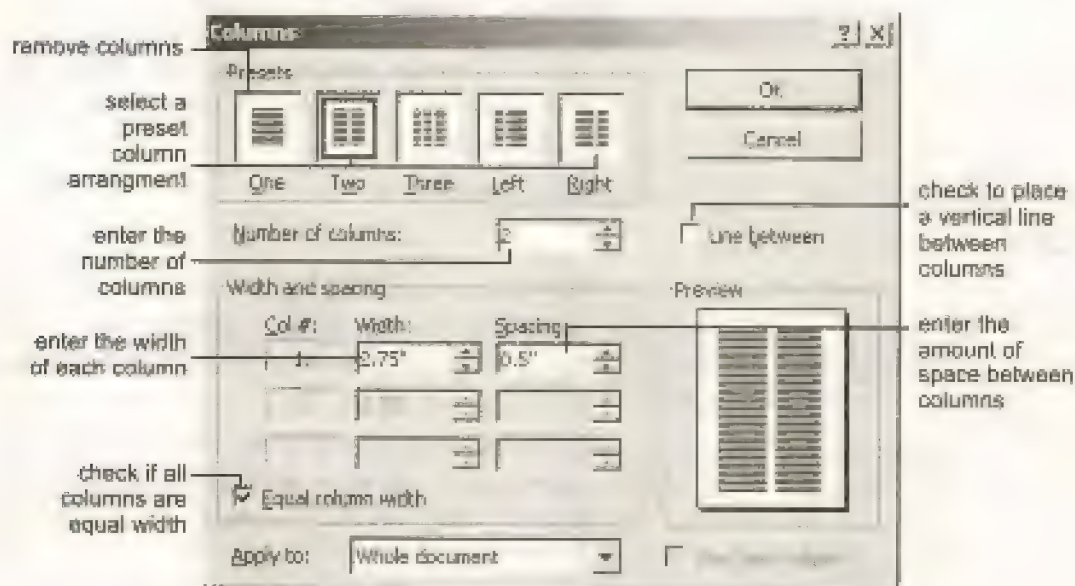 Columns
? X
remove columns
Presets
select a
preset
column
arrangment
OK
Cancel
One Two Three Left Right
enter the
number of
columns
Number of columns: 2
Line between
check to place
a vertical line
between
columns
Width and spacing
Preview
Col #: Width: Spacing
enter the width
of each column
1: 2.75" 0.5"
enter the
amount of
space between
columns
check if all
columns are
equal width
Equal column width
Apply to: Whole document